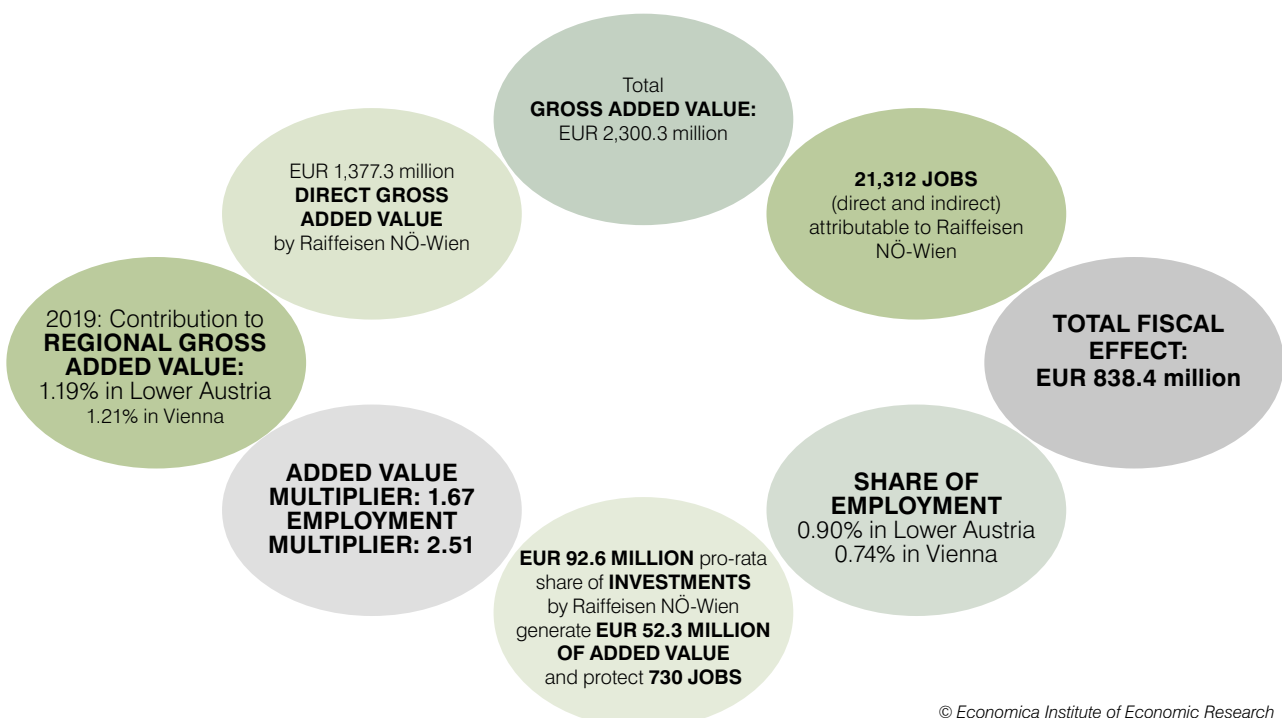 Total
GROSS ADDED VALUE:
EUR 2,300.3 million
EUR 1,377.3 million
DIRECT GROSS
ADDED VALUE
by Raiffeisen NÖ-Wien
21,312 JOBS
(direct and indirect)
attributable to Raiffeisen
NÖ-Wien
2019: Contribution to
REGIONAL GROSS
ADDED VALUE:
1.19% in Lower Austria
1.21% in Vienna
TOTAL FISCAL
EFFECT:
EUR 838.4 million
ADDED VALUE
MULTIPLIER: 1.67
EMPLOYMENT
MULTIPLIER: 2.51
SHARE OF
EMPLOYMENT
0.90% in Lower Austria
0.74% in Vienna
EUR 92.6 MILLION pro-rata
share of INVESTMENTS
by Raiffeisen NÖ-Wien
generate EUR 52.3 MILLION
OF ADDED VALUE
and protect 730 JOBS
© Economica Institute of Economic Research